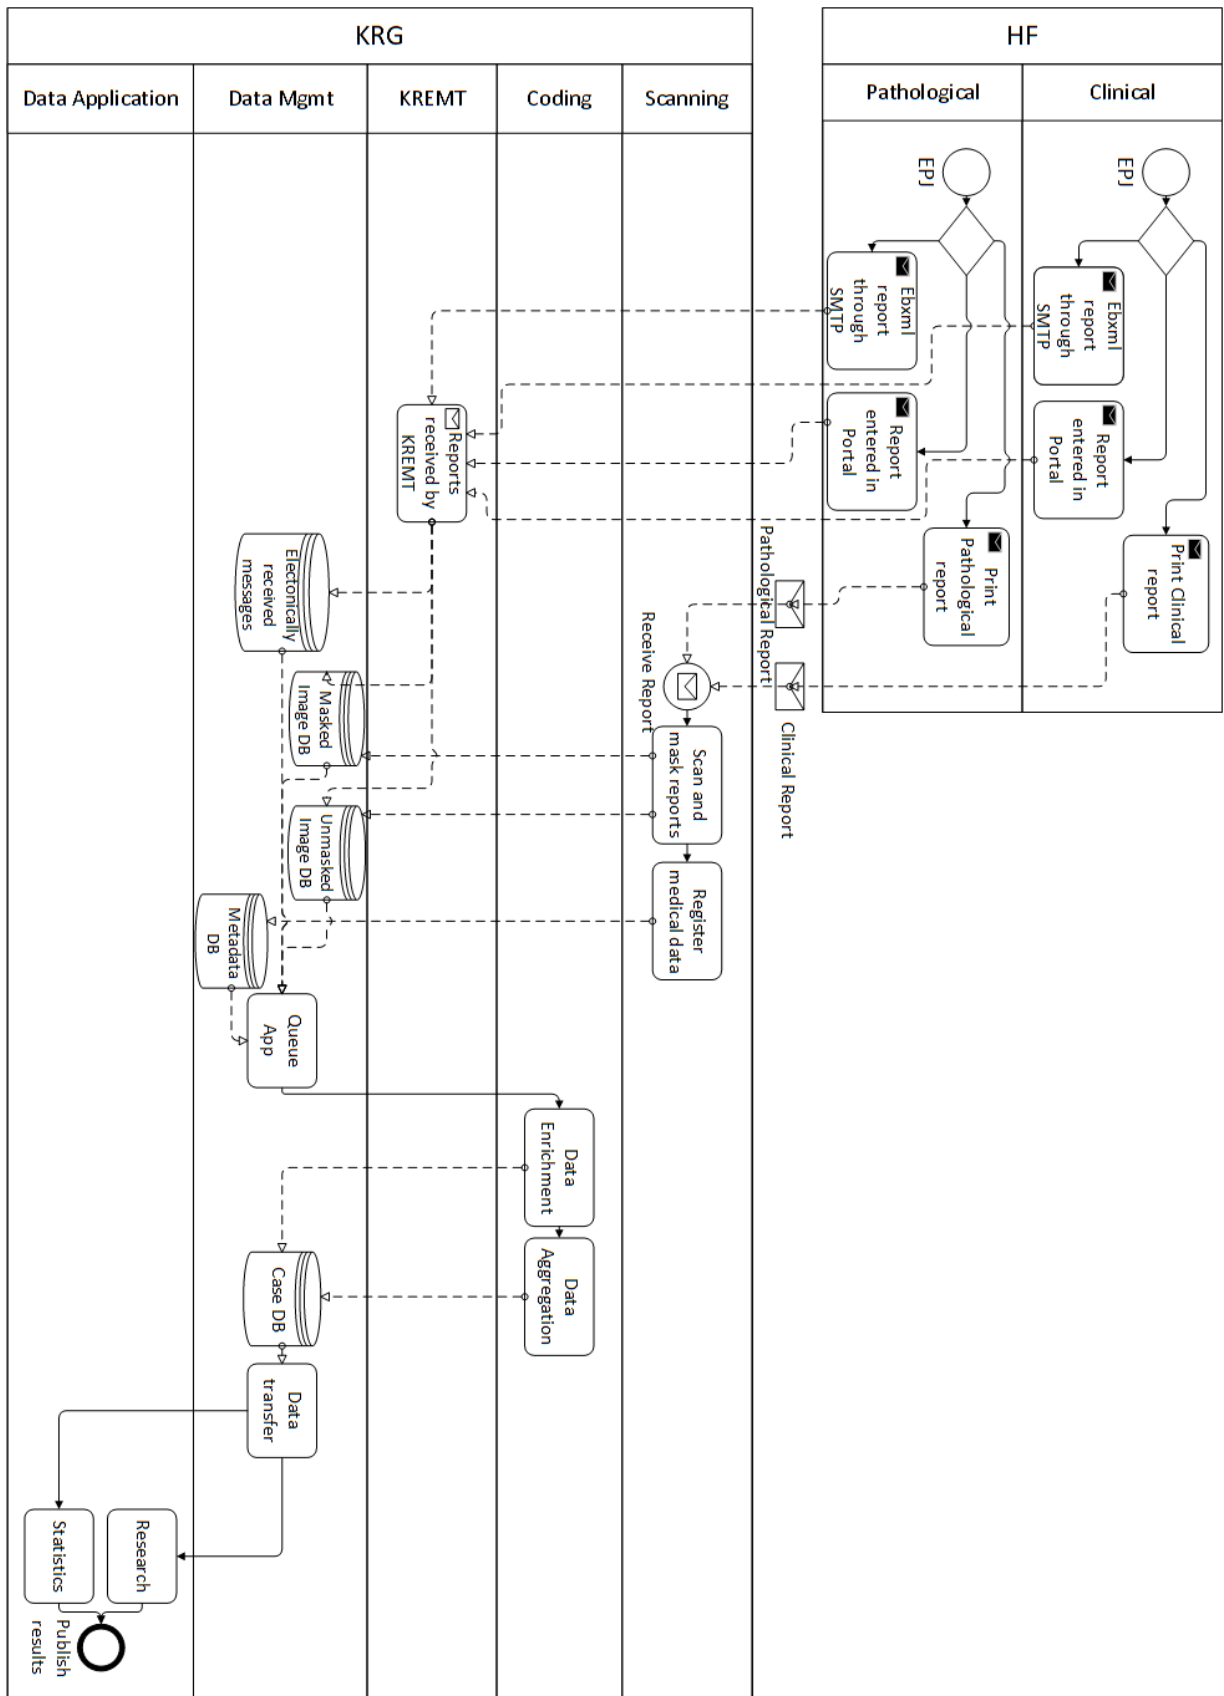 KRG
HF
Data Application
Data Mgmt
KREMT
Coding
Scanning
Pathological
Clinical
EPJ
EPJ
Ebxml
report
through
SMTP
Ebxml
report
through
SMTP
Report
entered in
Portal
Report
entered in
Portal
Reports
received by
KREMT
Print
Pathological
report
Print Clinical
report
Pathological Report
Clinical Report
Receive Report
Electonically
received
messages
Masked
Image DB
Scan and
mask reports
Unmasked
Image DB
Register
medical data
Metadata
DB
Queue
App
Data
Enrichment
Data
Aggregation
Case DB
Data
transfer
Research
Statistics
Publish
results